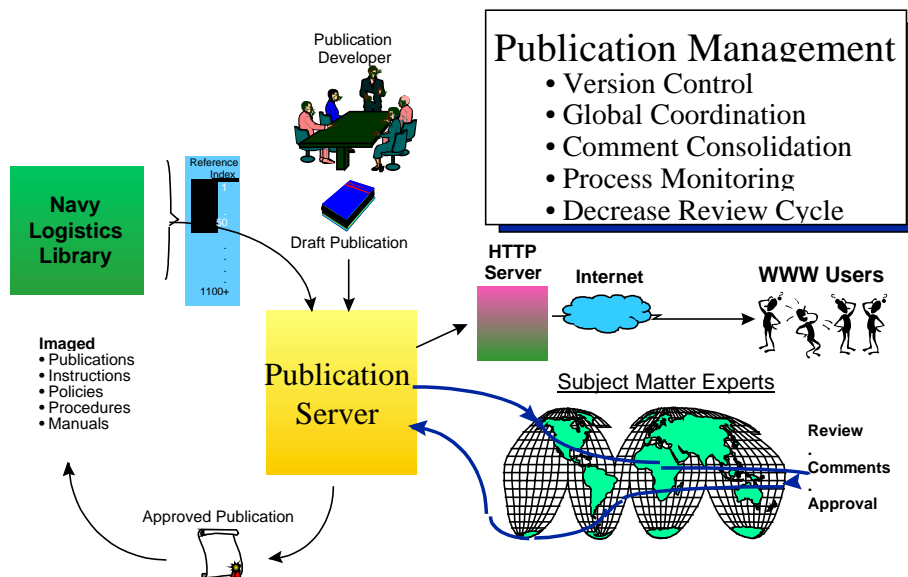 Publication
Developer
Publication Management
• Version Control
• Global Coordination
• Comment Consolidation
• Process Monitoring
• Decrease Review Cycle
Reference
Index
1
.
50
.
.
.
.
1100+
Navy
Logistics
Library
Draft Publication
HTTP
Server
Internet
WWW Users
Imaged
• Publications
• Instructions
• Policies
• Procedures
• Manuals
Publication
Server
Subject Matter Experts
Review
.
Comments
.
Approval
Approved Publication